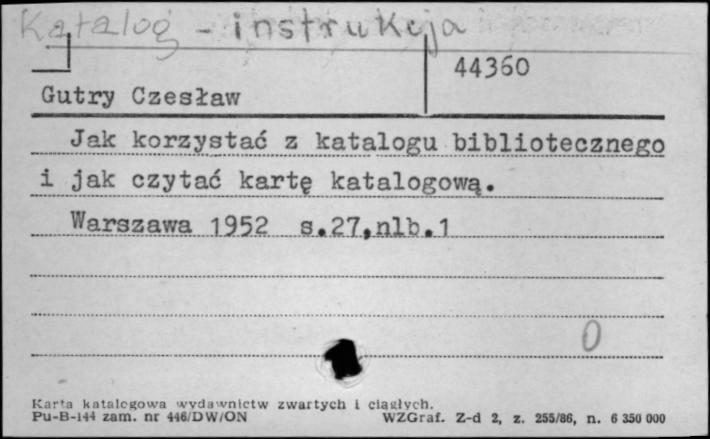 Katalog - instrukcja
44360
Gutry Czesław
Jak korzystać z katalogu bibliotecznego
i jak czytać kartę katalogową.
Warszawa 1952 s.27,nlb.1
0
Karta katalogowa wydawnictw zwartych i ciągłych.
Pu-B-144 zam. nr 446/DW/ON WZGraf. Z-d 2, z. 255/86, n. 6 350 000